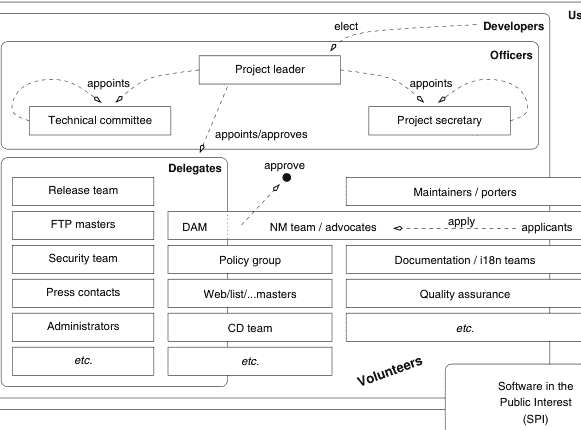 Us
elect
Developers
Officers
Project leader
appoints
appoints
Technical committee
Project secretary
appoints/approves
Delegates
approve
Release team
Maintainers / porters
FTP masters
DAM
NM team / advocates
apply
applicants
Security team
Policy group
Documentation / i18n teams
Press contacts
Web/list/...masters
Quality assurance
Administrators
CD team
etc.
etc.
etc.
Volunteers
Software in the
Public Interest
(SPI)